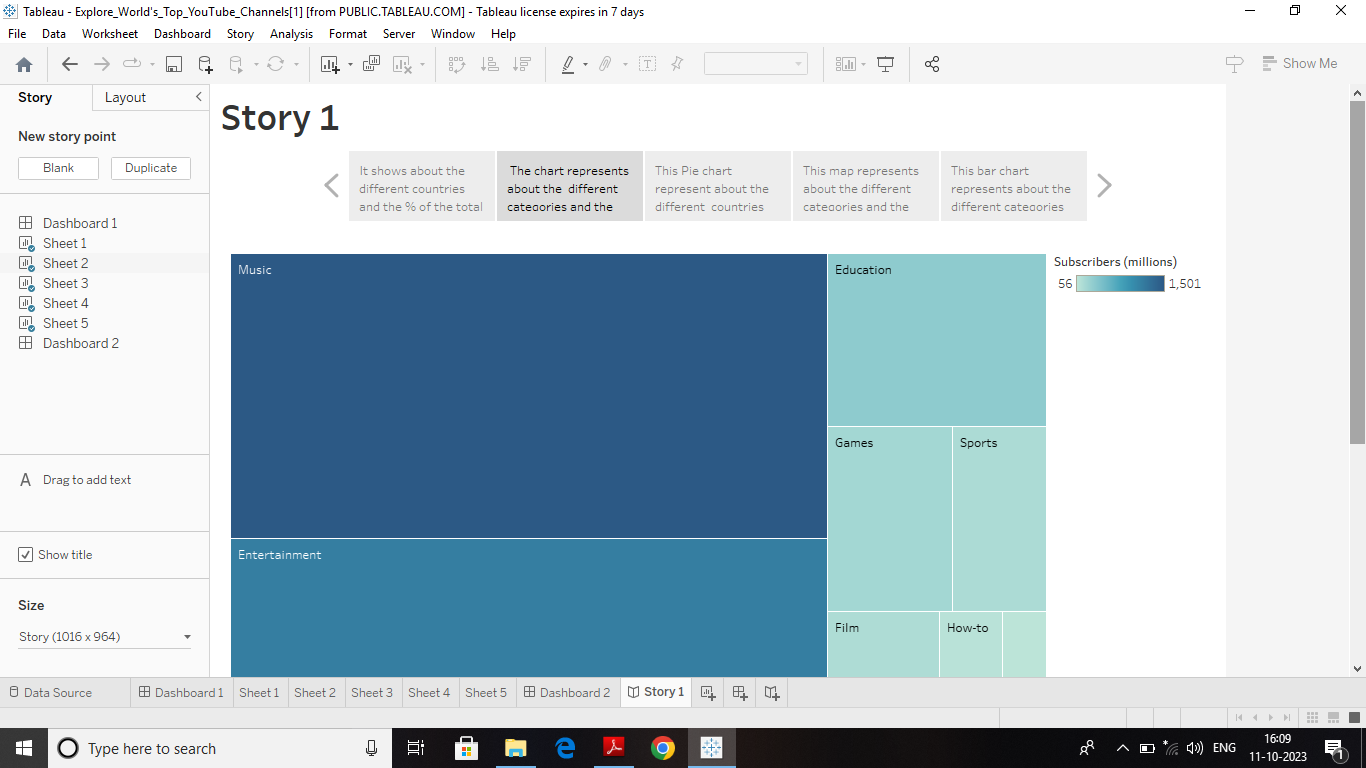 Tableau - Explore_World's_Top_YouTube_Channels[1] [from PUBLIC.TABLEAU.COM] - Tableau license expires in 7 days
File Data Worksheet Dashboard Story Analysis Format Server Window Help
Show Me
Story Layout
New story point
Blank Duplicate
Dashboard 1
Sheet 1
Sheet 2
Sheet 3
Sheet 4
Sheet 5
Dashboard 2
A Drag to add text
Show title
Size
Story (1016 x 964)
Story 1
It shows about the
different countries
and the % of the total
The chart represents
about the different
categories and the
This Pie chart
represent about the
different countries
This map represents
about the different
categories and the
This bar chart
represents about the
different categories
Music
Entertainment
Education
Games
Sports
Film
How-to
Subscribers (millions)
56 1,501
Data Source Dashboard 1 Sheet 1 Sheet 2 Sheet 3 Sheet 4 Sheet 5 Dashboard 2 Story 1
Type here to search
ENG
16:09
11-10-2023
1